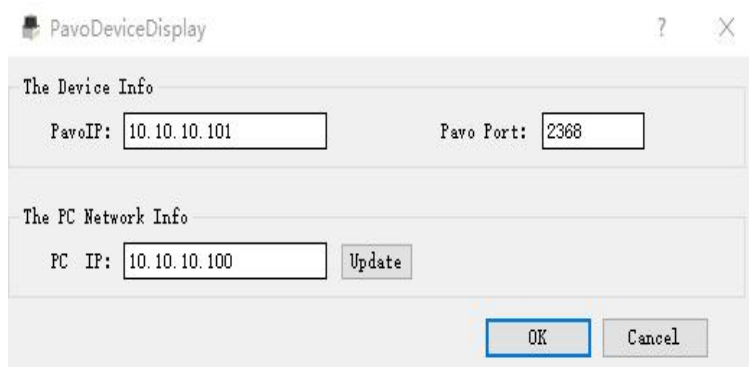 PavoDeviceDisplay ?
The Device Info
PavoIP: 10.10.10.101 Pavo Port: 2368
The PC Network Info
PC IP: 10.10.10.100 Update
OK Cancel